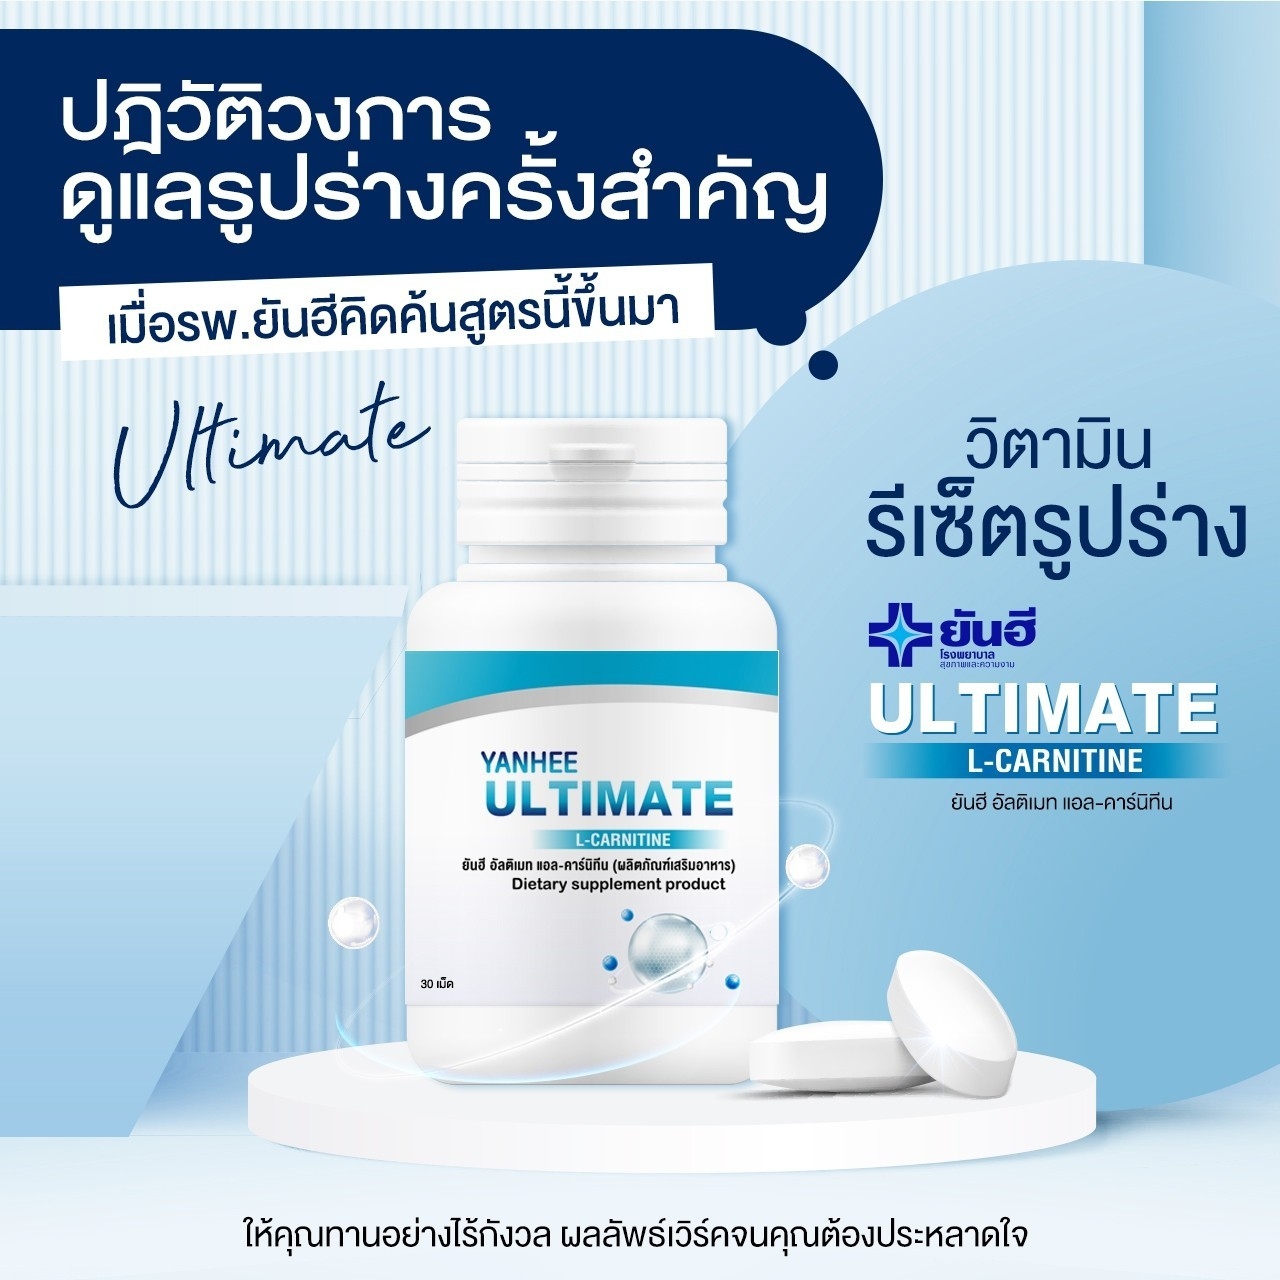 ปฏิวัติวงการ
ดูแลรูปร่างครั้งสำคัญ
เมื่อรพ.ยันฮีคิดค้นสูตรนี้ขึ้นมา
Ultimate
วิตามิน
รีเซ็ตรูปร่าง
ยันฮี
โรงพยาบาล
สุขภาพและความงาม
ULTIMATE
L-CARNITINE
ยันฮี อัลติเมท แอล-คาร์นิทีน
YANHEE
ULTIMATE
L-CARNITINE
ยันฮี อัลติเมท แอล-คาร์นิทีน (ผลิตภัณฑ์เสริมอาหาร)
Dietary supplement product
30 เม็ด
ให้คุณทานอย่างไร้กังวล ผลลัพธ์เวิร์คจนคุณต้องประหลาดใจ